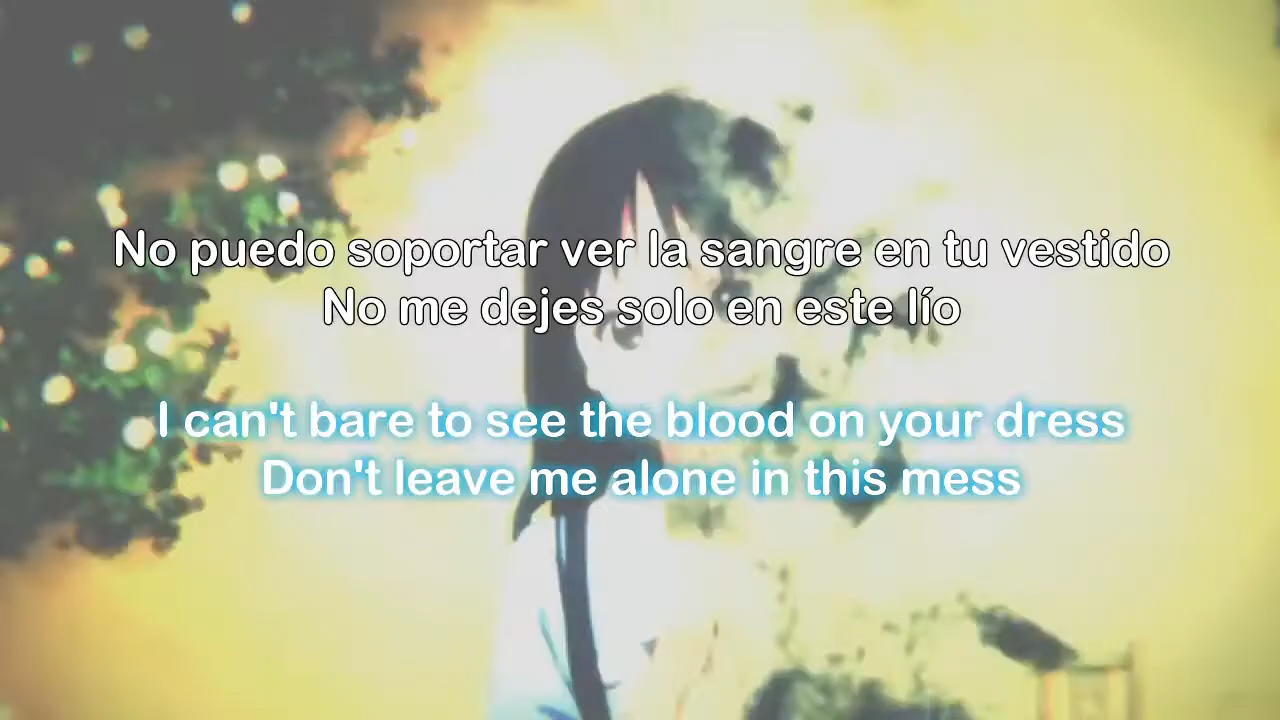 No puedo soportar ver la sangre en tu vestido
No me dejes solo en este lío
I can't bare to see the blood on your dress
Don't leave me alone in this mess